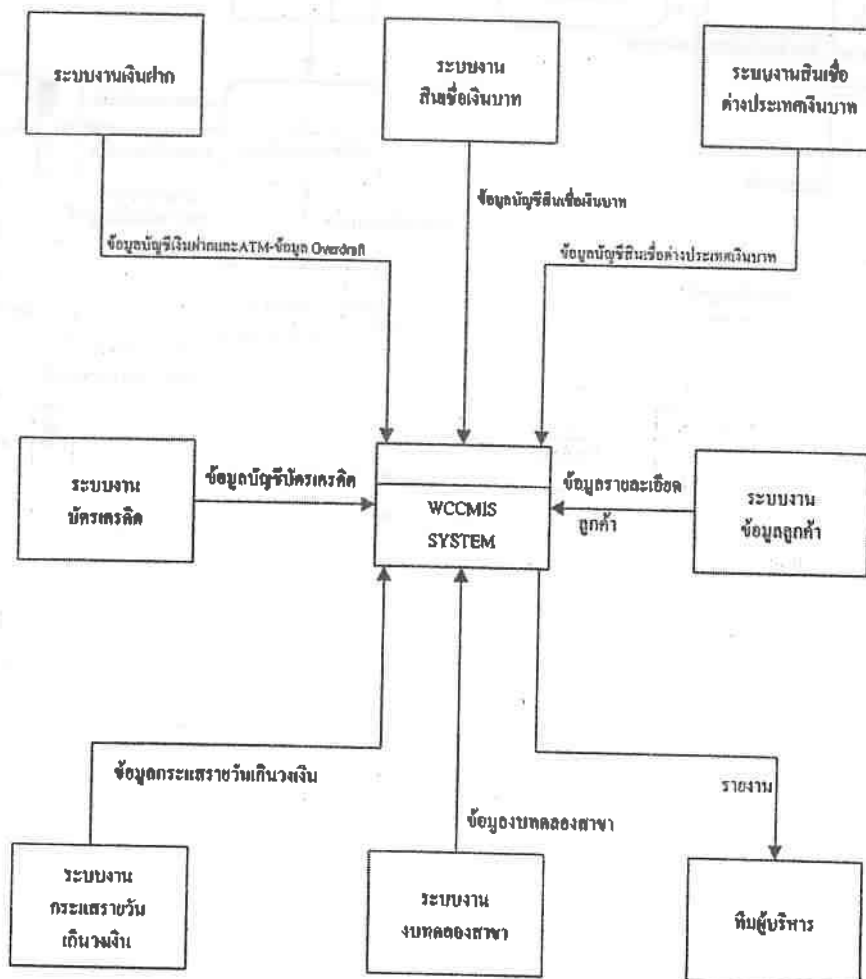 ระบบงานเงินฝาก
ระบบงาน
สินเชื่อเงินบาท
ระบบงานสินเชื่อ
ต่างประเทศเงินบาท
ข้อมูลบัญชีสินเชื่อเงินบาท
ข้อมูลบัญชีเงินฝากและATM-ข้อมูล Overdraft
ข้อมูลบัญชีสินเชื่อต่างประเทศเงินบาท
ระบบงาน
บัตรเครดิต
ข้อมูลบัญชีบัตรเครดิต
WCCMIS
SYSTEM
ข้อมูลรายละเอียด
ลูกค้า
ระบบงาน
ข้อมูลลูกค้า
ข้อมูลกระแสรายวันเกินวงเงิน
ข้อมูลงบทดลองสาขา
รายงาน
ระบบงาน
กระแสรายวัน
เกินวงเงิน
ระบบงาน
งบทดลองสาขา
ทีมผู้บริหาร